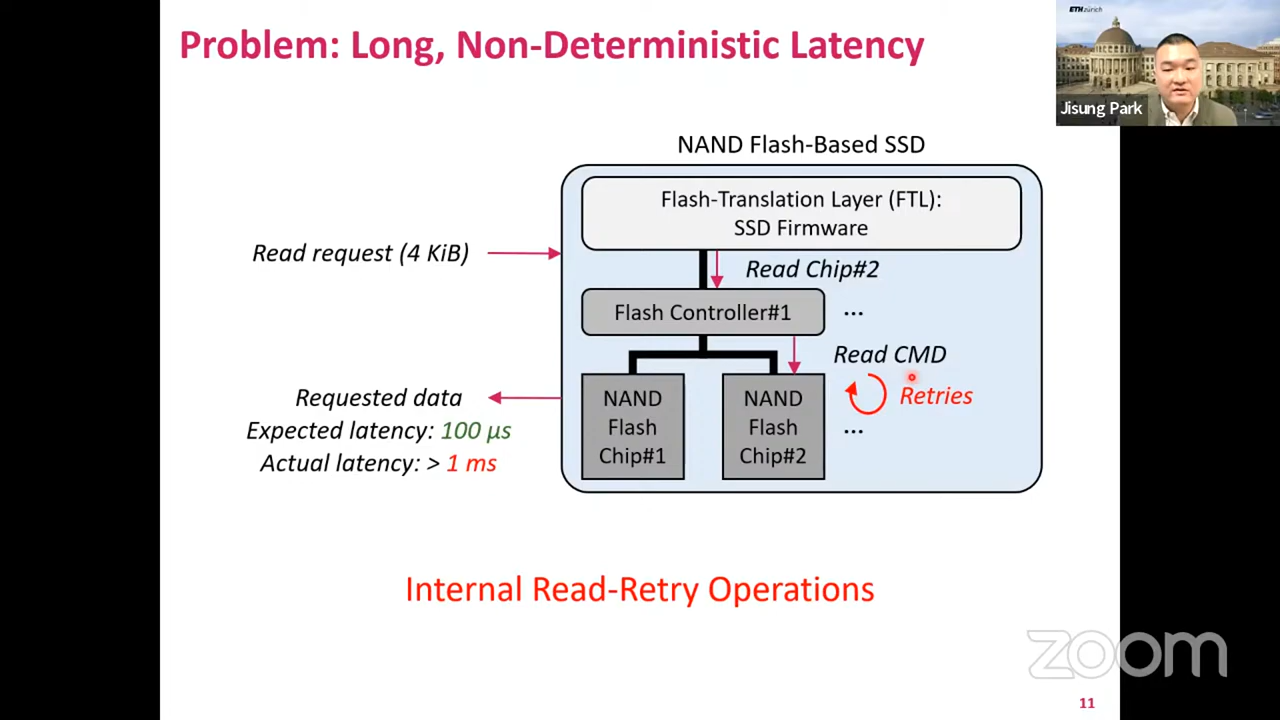 Problem: Long, Non-Deterministic Latency
ETH zürich
Jisung Park
NAND Flash-Based SSD
Flash-Translation Layer (FTL):
SSD Firmware
Read request (4 KiB)
Read Chip#2
Flash Controller#1
...
Read CMD
Retries
Requested data
Expected latency: 100 µs
Actual latency: > 1 ms
NAND
Flash
Chip#1
NAND
Flash
Chip#2
...
Internal Read-Retry Operations
zoom
11